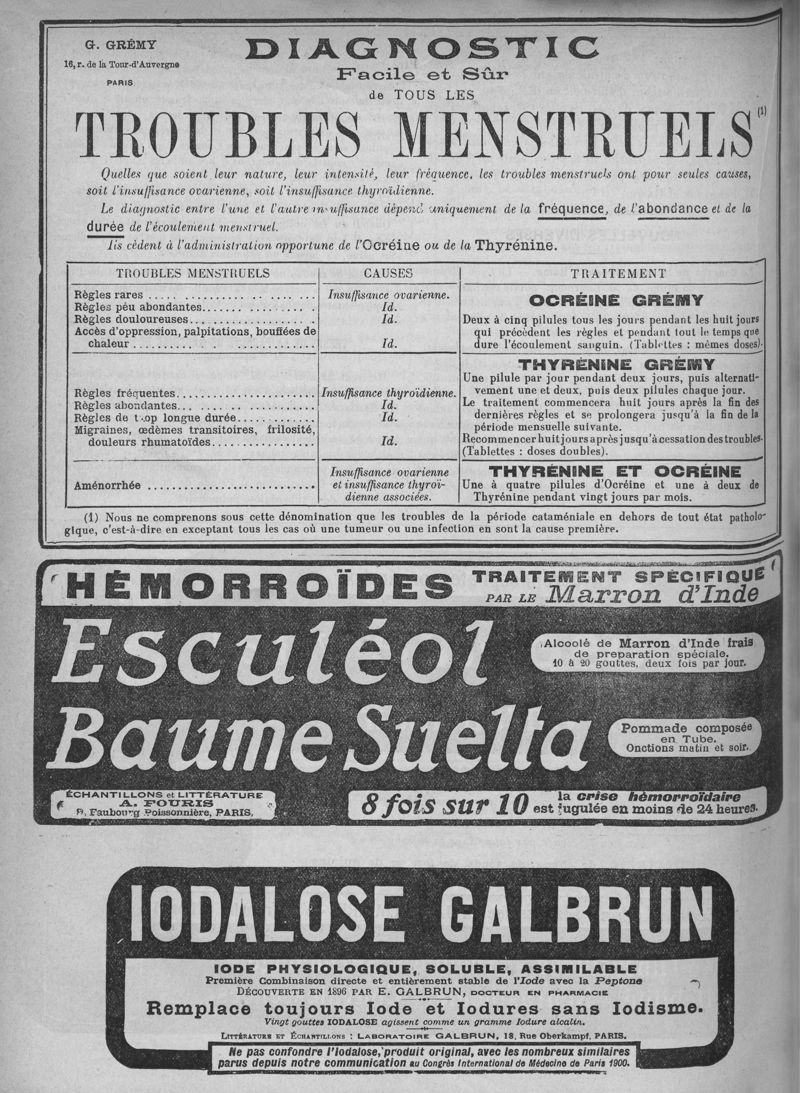 G. GRÉMY
16, r. de la Tour-d'Auvergne
PARIS
DIAGNOSTIC
Facile et Sûr
de TOUS LES
TROUBLES MENSTRUELS (1)
Quelles que soient leur nature, leur intensité, leur fréquence, les troubles menstruels ont pour seules causes,
soit l'insuffisance ovarienne, soit l'insuffisance thyroïdienne.
Le diagnostic entre l'une et l'autre insuffisance dépend uniquement de la fréquence, de l'abondance et de la
durée de l'écoulement menstruel.
Ils cèdent à l'administration opportune de l'Ocréine ou de la Thyrénine.
TROUBLES MENSTRUELS
CAUSES
TRAITEMENT
Règles rares
Insuffisance ovarienne.
Règles péu abondantes
Id.
Règles douloureuses
Id.
Accès d'oppression, palpitations, bouffées de
chaleur
Id.
OCRÉINE GRÉMY
Deux à cinq pilules tous les jours pendant les huit jours
qui précèdent les règles et pendant tout le temps que
dure l'écoulement sanguin. (Tablettes : mêmes doses).
Règles fréquentes
Insuffisance thyroïdienne.
Règles abondantes
Id.
Règles de trop longue durée
Id.
Migraines, œdèmes transitoires, frilosité,
douleurs rhumatoïdes
Id.
THYRÉNINE GRÉMY
Une pilule par jour pendant deux jours, puis alternati-
vement une et deux, puis deux pilules chaque jour.
Le traitement commencera huit jours après la fin des
dernières règles et se prolongera jusqu'à la fin de la
période mensuelle suivante.
Recommencer huit jours après jusqu'à cessation des troubles.
(Tablettes : doses doubles).
Aménorrhée
Insuffisance ovarienne
et insuffisance thyroï-
dienne associées.
THYRÉNINE ET OCRÉINE
Une à quatre pilules d'Ocréine et une à deux de
Thyrénine pendant vingt jours par mois.
(1) Nous ne comprenons sous cette dénomination que les troubles de la période cataméniale en dehors de tout état patholo-
gique, c'est-à-dire en exceptant tous les cas où une tumeur ou une infection en sont la cause première.
HÉMORROÏDES
TRAITEMENT SPÉCIFIQUE
PAR LE Marron d'Inde
Esculéol
Alcoolé de Marron d'Inde frais
de preparation spéciale.
10 à 20 gouttes, deux fois par jour.
Baume Suelta
Pommade composée
en Tube.
Onctions matin et soir.
ÉCHANTILLONS et LITTÉRATURE
A. FOURIS
9, Faubourg Poissonnière, PARIS.
8 fois sur 10
la crise hémorroïdaire
est jugulée en moins de 24 heures.
IODALOSE GALBRUN
IODE PHYSIOLOGIQUE, SOLUBLE, ASSIMILABLE
Première Combinaison directe et entièrement stable de l'Iode avec la Peptone
DÉCOUVERTE EN 1896 PAR E. GALBRUN, DOCTEUR EN PHARMACIE
Remplace toujours Iode et Iodures sans Iodisme.
Vingt gouttes IODALOSE agissent comme un gramme Iodure alcalin.
LITTÉRATURE ET ÉCHANTILLONS : LABORATOIRE GALBRUN, 18, Rue Oberkampf, PARIS.
Ne pas confondre l'Iodalose, produit original, avec les nombreux similaires
parus depuis notre communication au Congrès International de Médecine de Paris 1900.